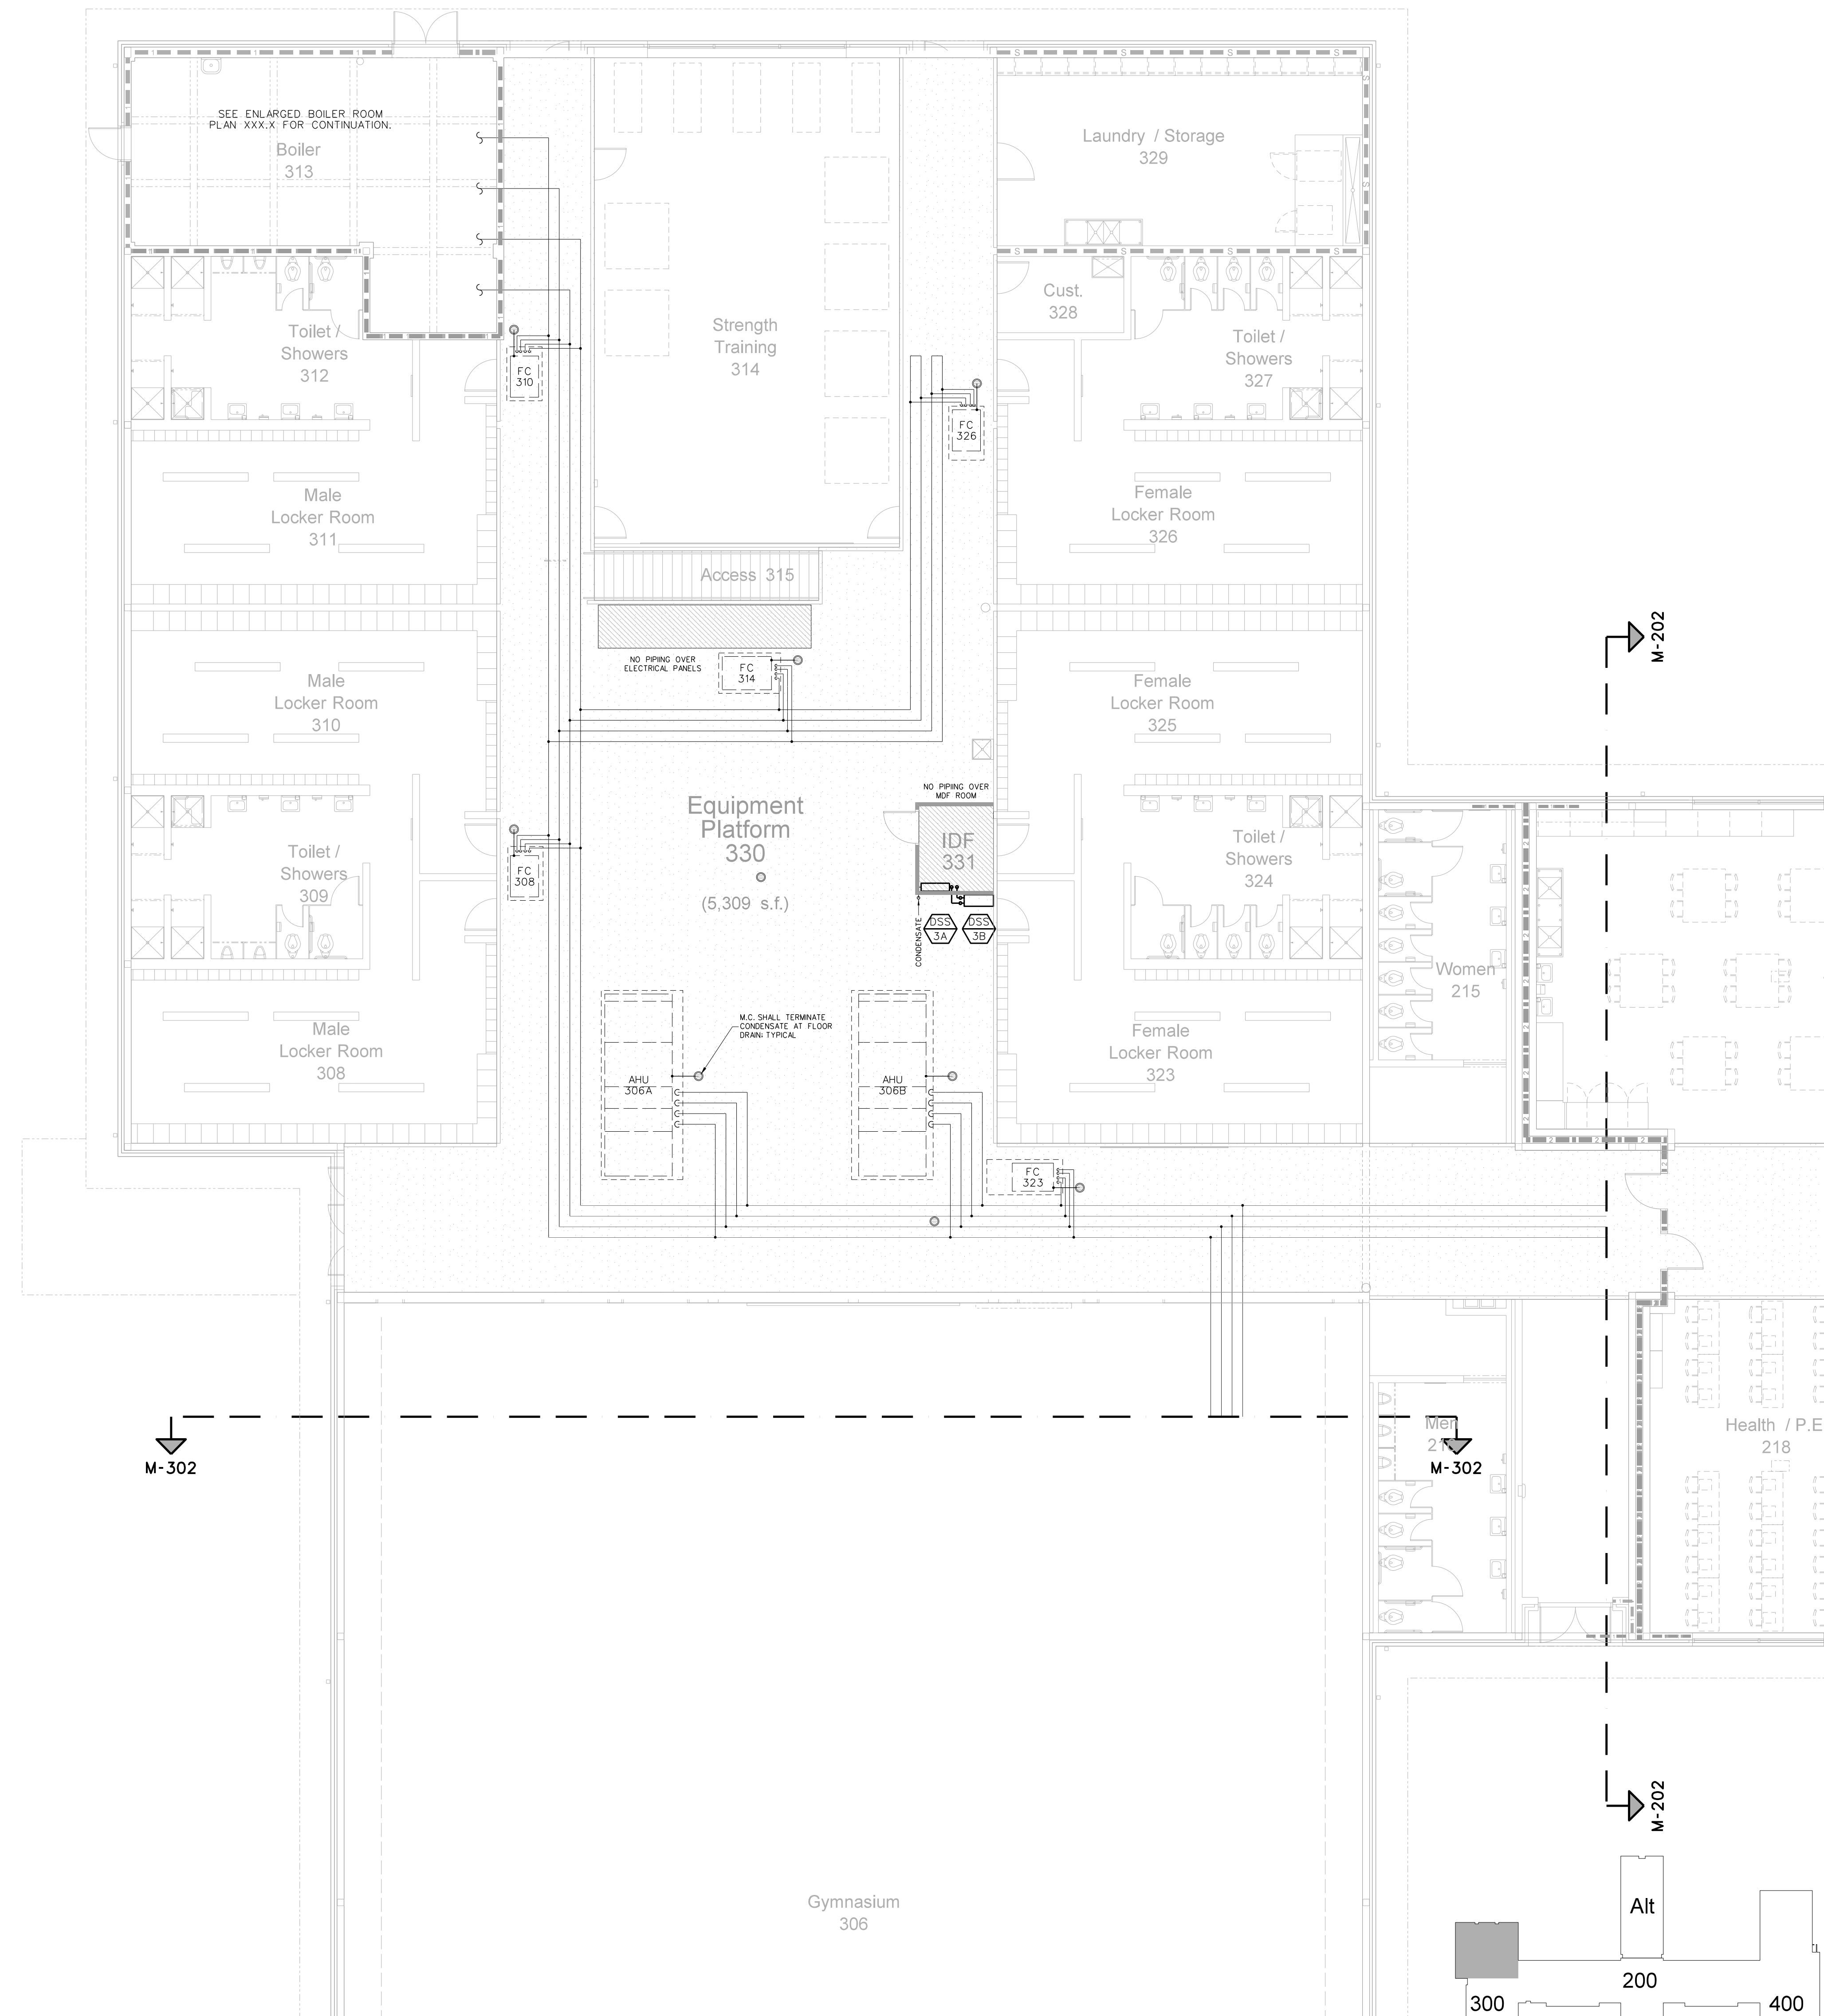 SEE ENLARGED BOILER ROOM
PLAN XXX.X FOR CONTINUATION.
Boiler
313
Laundry / Storage
329
Cust.
328
Toilet /
Showers
312
Strength
Training
314
Toilet /
Showers
327
FC
310
FC
326
Male
Locker Room
311
Female
Locker Room
326
Access 315
M-202
NO PIPING OVER
ELECTRICAL PANELS
FC
314
Male
Locker Room
310
Female
Locker Room
325
NO PIPING OVER
MDF ROOM
Equipment
Platform
330
(5,309 s.f.)
IDF
331
Toilet /
Showers
309
FC
308
Toilet /
Showers
324
CONDENSATE
DSS
3A
DSS
3B
Women
215
M.C. SHALL TERMINATE
CONDENSATE AT FLOOR
DRAIN; TYPICAL
Male
Locker Room
308
AHU
306A
AHU
306B
Female
Locker Room
323
FC
323
M-302
Men
M-302
Health / P.E
218
M-202
Gymnasium
306
Alt
200
300
400